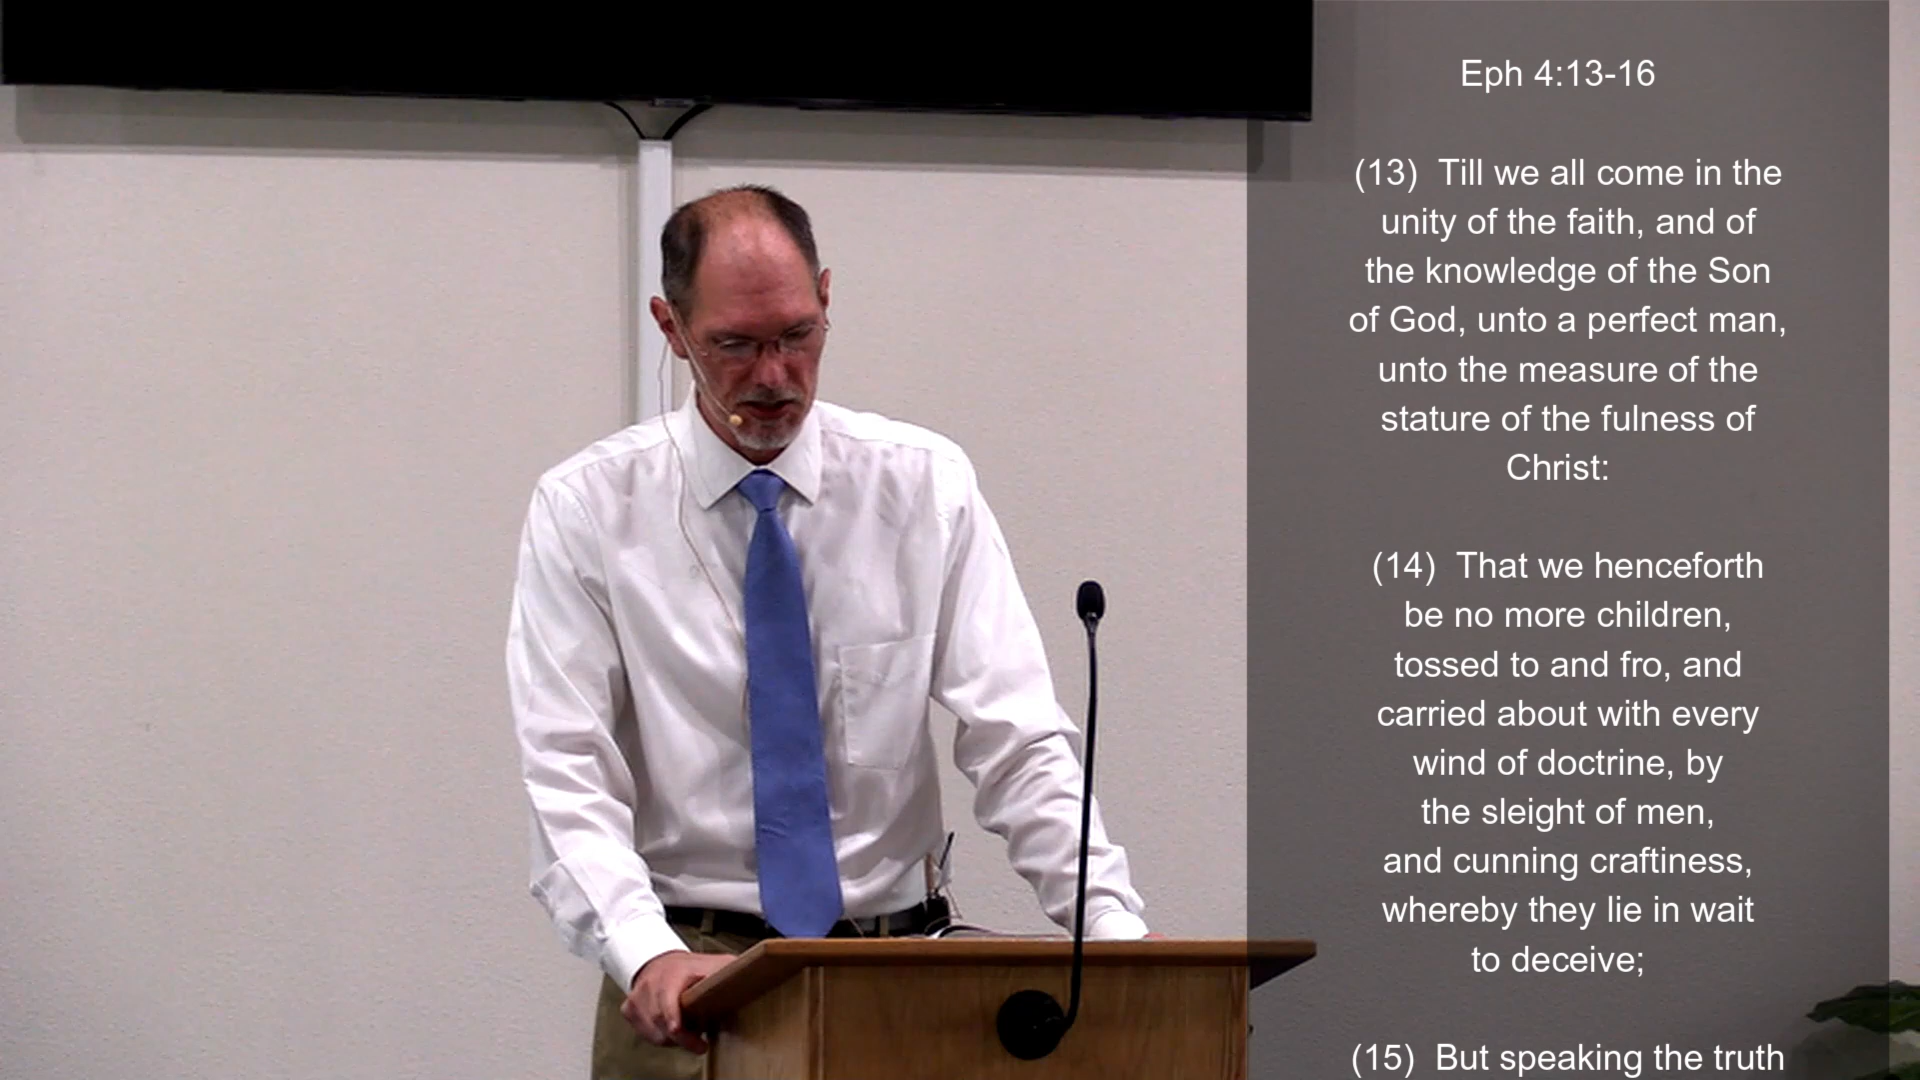 Eph 4:13-16
(13)  Till we all come in the
unity of the faith, and of
the knowledge of the Son
of God, unto a perfect man,
unto the measure of the
stature of the fulness of
Christ:
(14)  That we henceforth
be no more children,
tossed to and fro, and
carried about with every
wind of doctrine, by
the sleight of men,
and cunning craftiness,
whereby they lie in wait
to deceive;
(15)  But speaking the truth